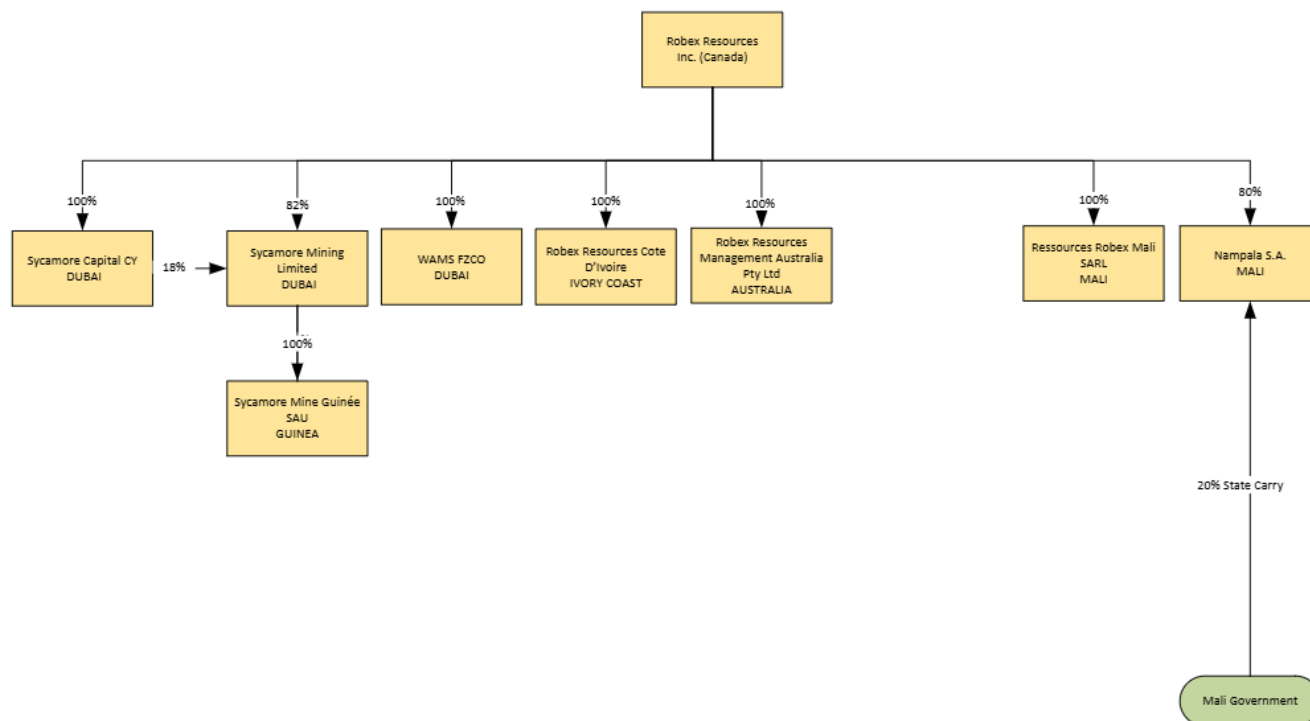 Robex Resources
Inc. (Canada)
100%
82%
100%
100%
100%
100%
80%
Sycamore Capital CY
DUBAI
18%
Sycamore Mining
Limited
DUBAI
WAMS FZCO
DUBAI
Robex Resources Cote
D'Ivoire
IVORY COAST
Robex Resources
Management Australia
Pty Ltd
AUSTRALIA
Ressources Robex Mali
SARL
MALI
Nampala S.A.
MALI
100%
Sycamore Mine Guinée
SAU
GUINEA
20% State Carry
Mali Government